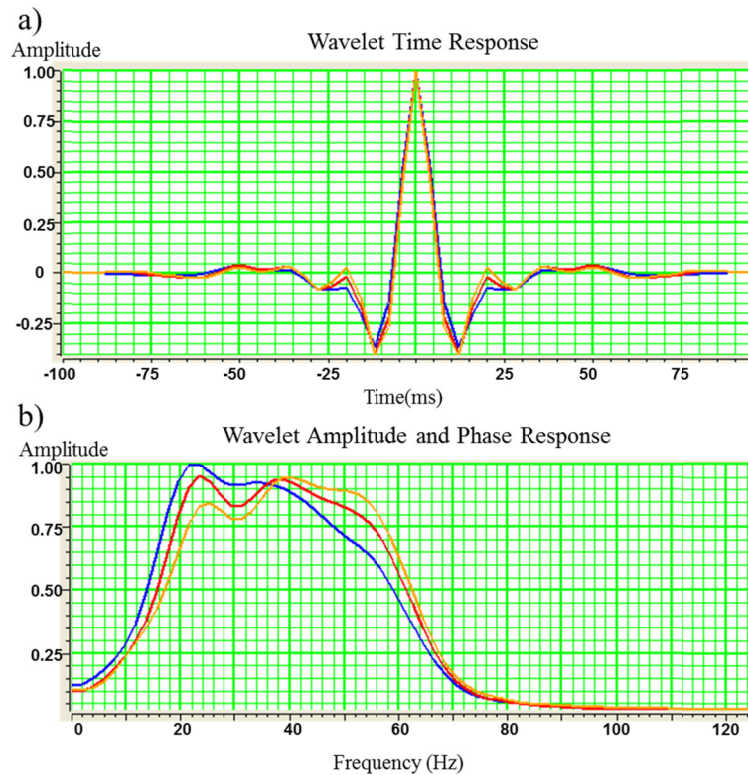 a)
Amplitude
Wavelet Time Response
1.00
0.75
0.50
0.25
0
-0.25
-100 -75 -50 -25 0 25 50 75
Time(ms)
b)
Amplitude
Wavelet Amplitude and Phase Response
1.00
0.75
0.50
0.25
0 20 40 60 80 100 120
Frequency (Hz)